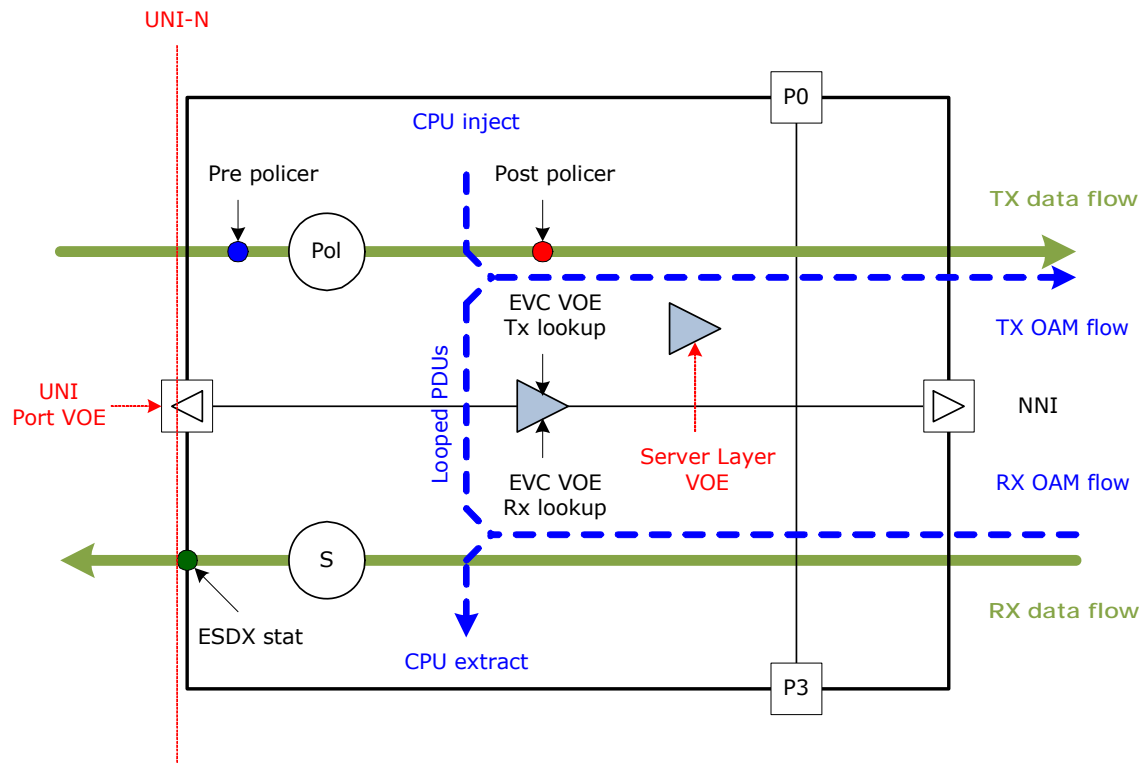 UNI-N
P0
CPU inject
Pre policer
Post policer
TX data flow
Pol
EVC VOE
Tx lookup
TX OAM flow
Looped PDUs
UNI
Port VOE
NNI
Server Layer
VOE
EVC VOE
Rx lookup
RX OAM flow
S
RX data flow
ESDX stat
CPU extract
P3